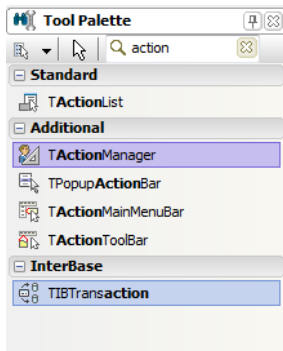 Tool Palette
action
Standard
TActionList
Additional
TActionManager
TPopupActionBar
TActionMainMenuBar
TActionToolBar
InterBase
TIBTransaction